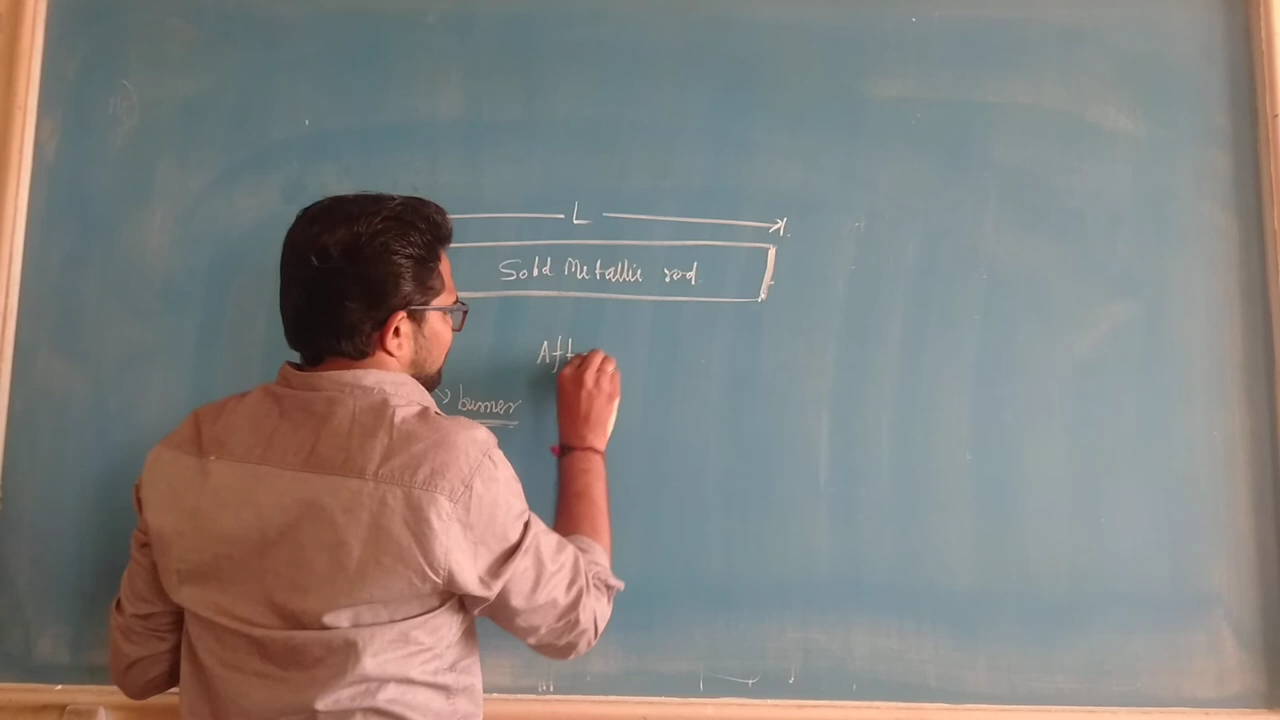 L
Solid Metallic rod.
Aft
burner